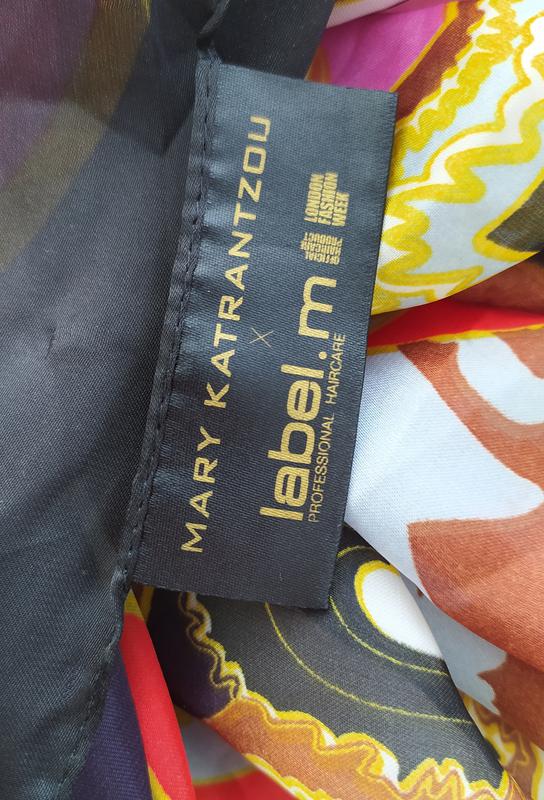 MARY KATRANTZOU
X
label.m
PROFESSIONAL HAIRCARE
OFFICIAL
HAIRCARE
PRODUCT
LONDON
FASHION
WEEK